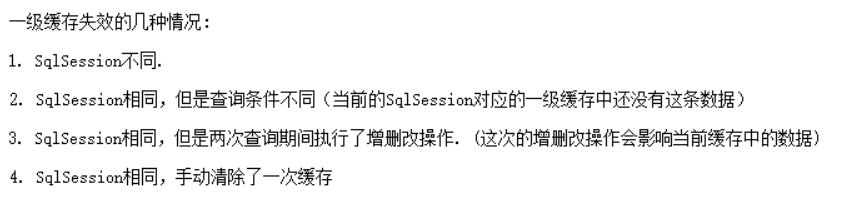 一级缓存失效的几种情况:
1. SqlSession不同.
2. SqlSession相同，但是查询条件不同（当前的SqlSession对应的一级缓存中还没有这条数据）
3. SqlSession相同，但是两次查询期间执行了增删改操作. (这次的增删改操作会影响当前缓存中的数据)
4. SqlSession相同，手动清除了一次缓存